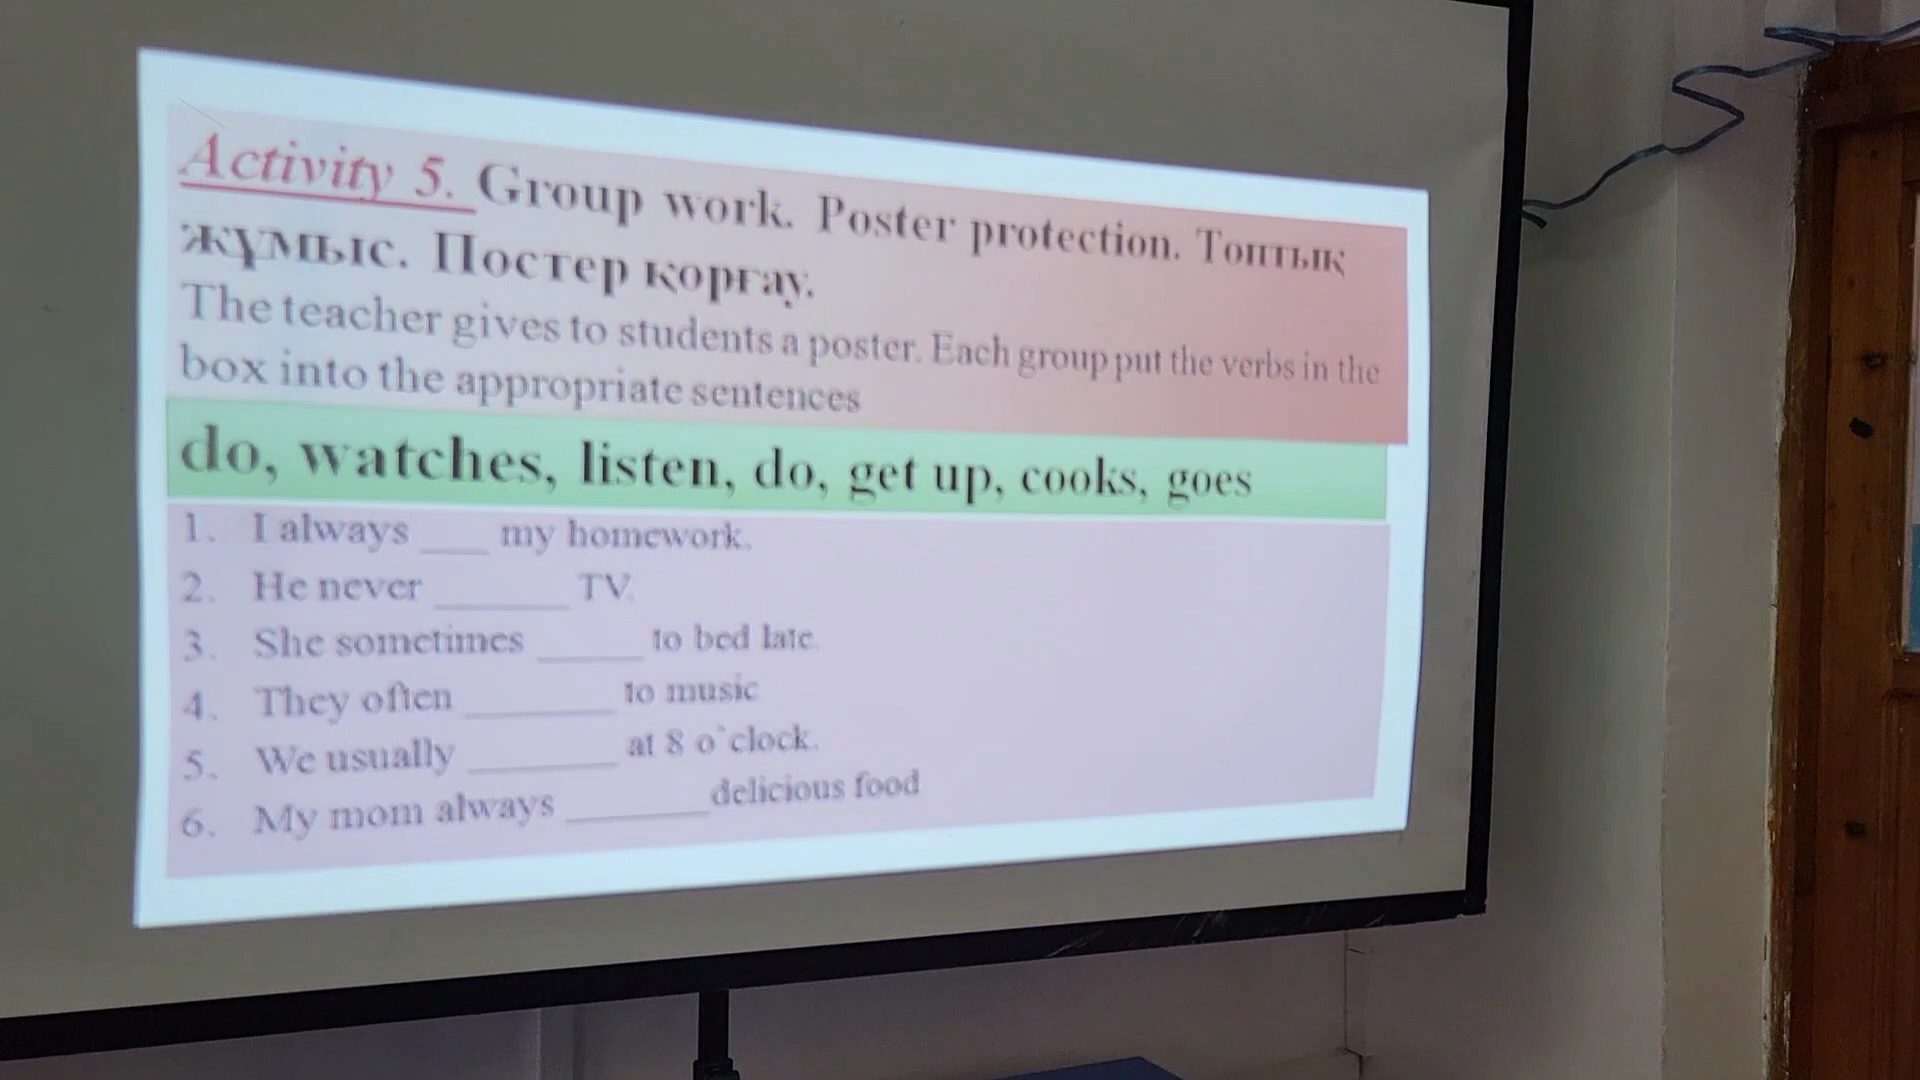 Activity 5. Group work. Poster protection. Топтық
жұмыс. Постер қорғау.
The teacher gives to students a poster. Each group put the verbs in the
box into the appropriate sentences
do, watches, listen, do, get up, cooks, goes
1. I always ___ my homework.
2. He never ______ TV.
3. She sometimes _____ to bed late.
4. They often _______ to music
5. We usually _______ at 8 o`clock.
6. My mom always _______ delicious food